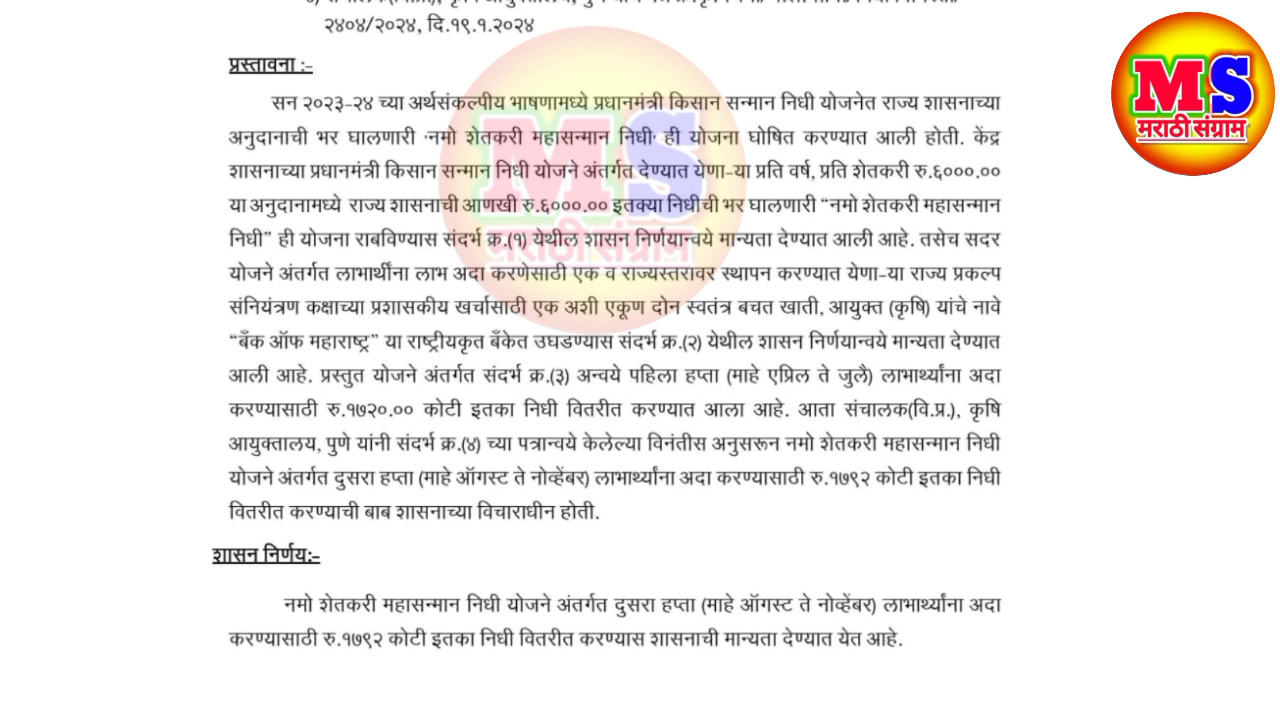 २४०४/२०२४, दि.१९.१.२०२४
प्रस्तावना :-
सन २०२३-२४ च्या अर्थसंकल्पीय भाषणामध्ये प्रधानमंत्री किसान सन्मान निधी योजनेत राज्य शासनाच्या
अनुदानाची भर घालणारी 'नमो शेतकरी महासन्मान निधी' ही योजना घोषित करण्यात आली होती. केंद्र
शासनाच्या प्रधानमंत्री किसान सन्मान निधी योजने अंतर्गत देण्यात येणा-या प्रति वर्ष, प्रति शेतकरी रु.६०००.००
या अनुदानामध्ये राज्य शासनाची आणखी रु.६०००.०० इतक्या निधीची भर घालणारी “नमो शेतकरी महासन्मान
निधी” ही योजना राबविण्यास संदर्भ क्र.(१) येथील शासन निर्णयान्वये मान्यता देण्यात आली आहे. तसेच सदर
योजने अंतर्गत लाभार्थींना लाभ अदा करणेसाठी एक व राज्यस्तरावर स्थापन करण्यात येणा-या राज्य प्रकल्प
संनियंत्रण कक्षाच्या प्रशासकीय खर्चासाठी एक अशी एकूण दोन स्वतंत्र बचत खाती, आयुक्त (कृषि) यांचे नावे
“बँक ऑफ महाराष्ट्र” या राष्ट्रीयकृत बँकेत उघडण्यास संदर्भ क्र.(२) येथील शासन निर्णयान्वये मान्यता देण्यात
आली आहे. प्रस्तुत योजने अंतर्गत संदर्भ क्र.(३) अन्वये पहिला हप्ता (माहे एप्रिल ते जुलै) लाभार्थ्यांना अदा
करण्यासाठी रु.१७२०.०० कोटी इतका निधी वितरीत करण्यात आला आहे. आता संचालक(वि.प्र.), कृषि
आयुक्तालय, पुणे यांनी संदर्भ क्र.(४) च्या पत्रान्वये केलेल्या विनंतीस अनुसरून नमो शेतकरी महासन्मान निधी
योजने अंतर्गत दुसरा हप्ता (माहे ऑगस्ट ते नोव्हेंबर) लाभार्थ्यांना अदा करण्यासाठी रु.१७९२ कोटी इतका निधी
वितरीत करण्याची बाब शासनाच्या विचाराधीन होती.
शासन निर्णय:-
नमो शेतकरी महासन्मान निधी योजने अंतर्गत दुसरा हप्ता (माहे ऑगस्ट ते नोव्हेंबर) लाभार्थ्यांना अदा
करण्यासाठी रु.१७९२ कोटी इतका निधी वितरीत करण्यास शासनाची मान्यता देण्यात येत आहे.
MS
मराठी संग्राम
MS
मराठी संग्राम